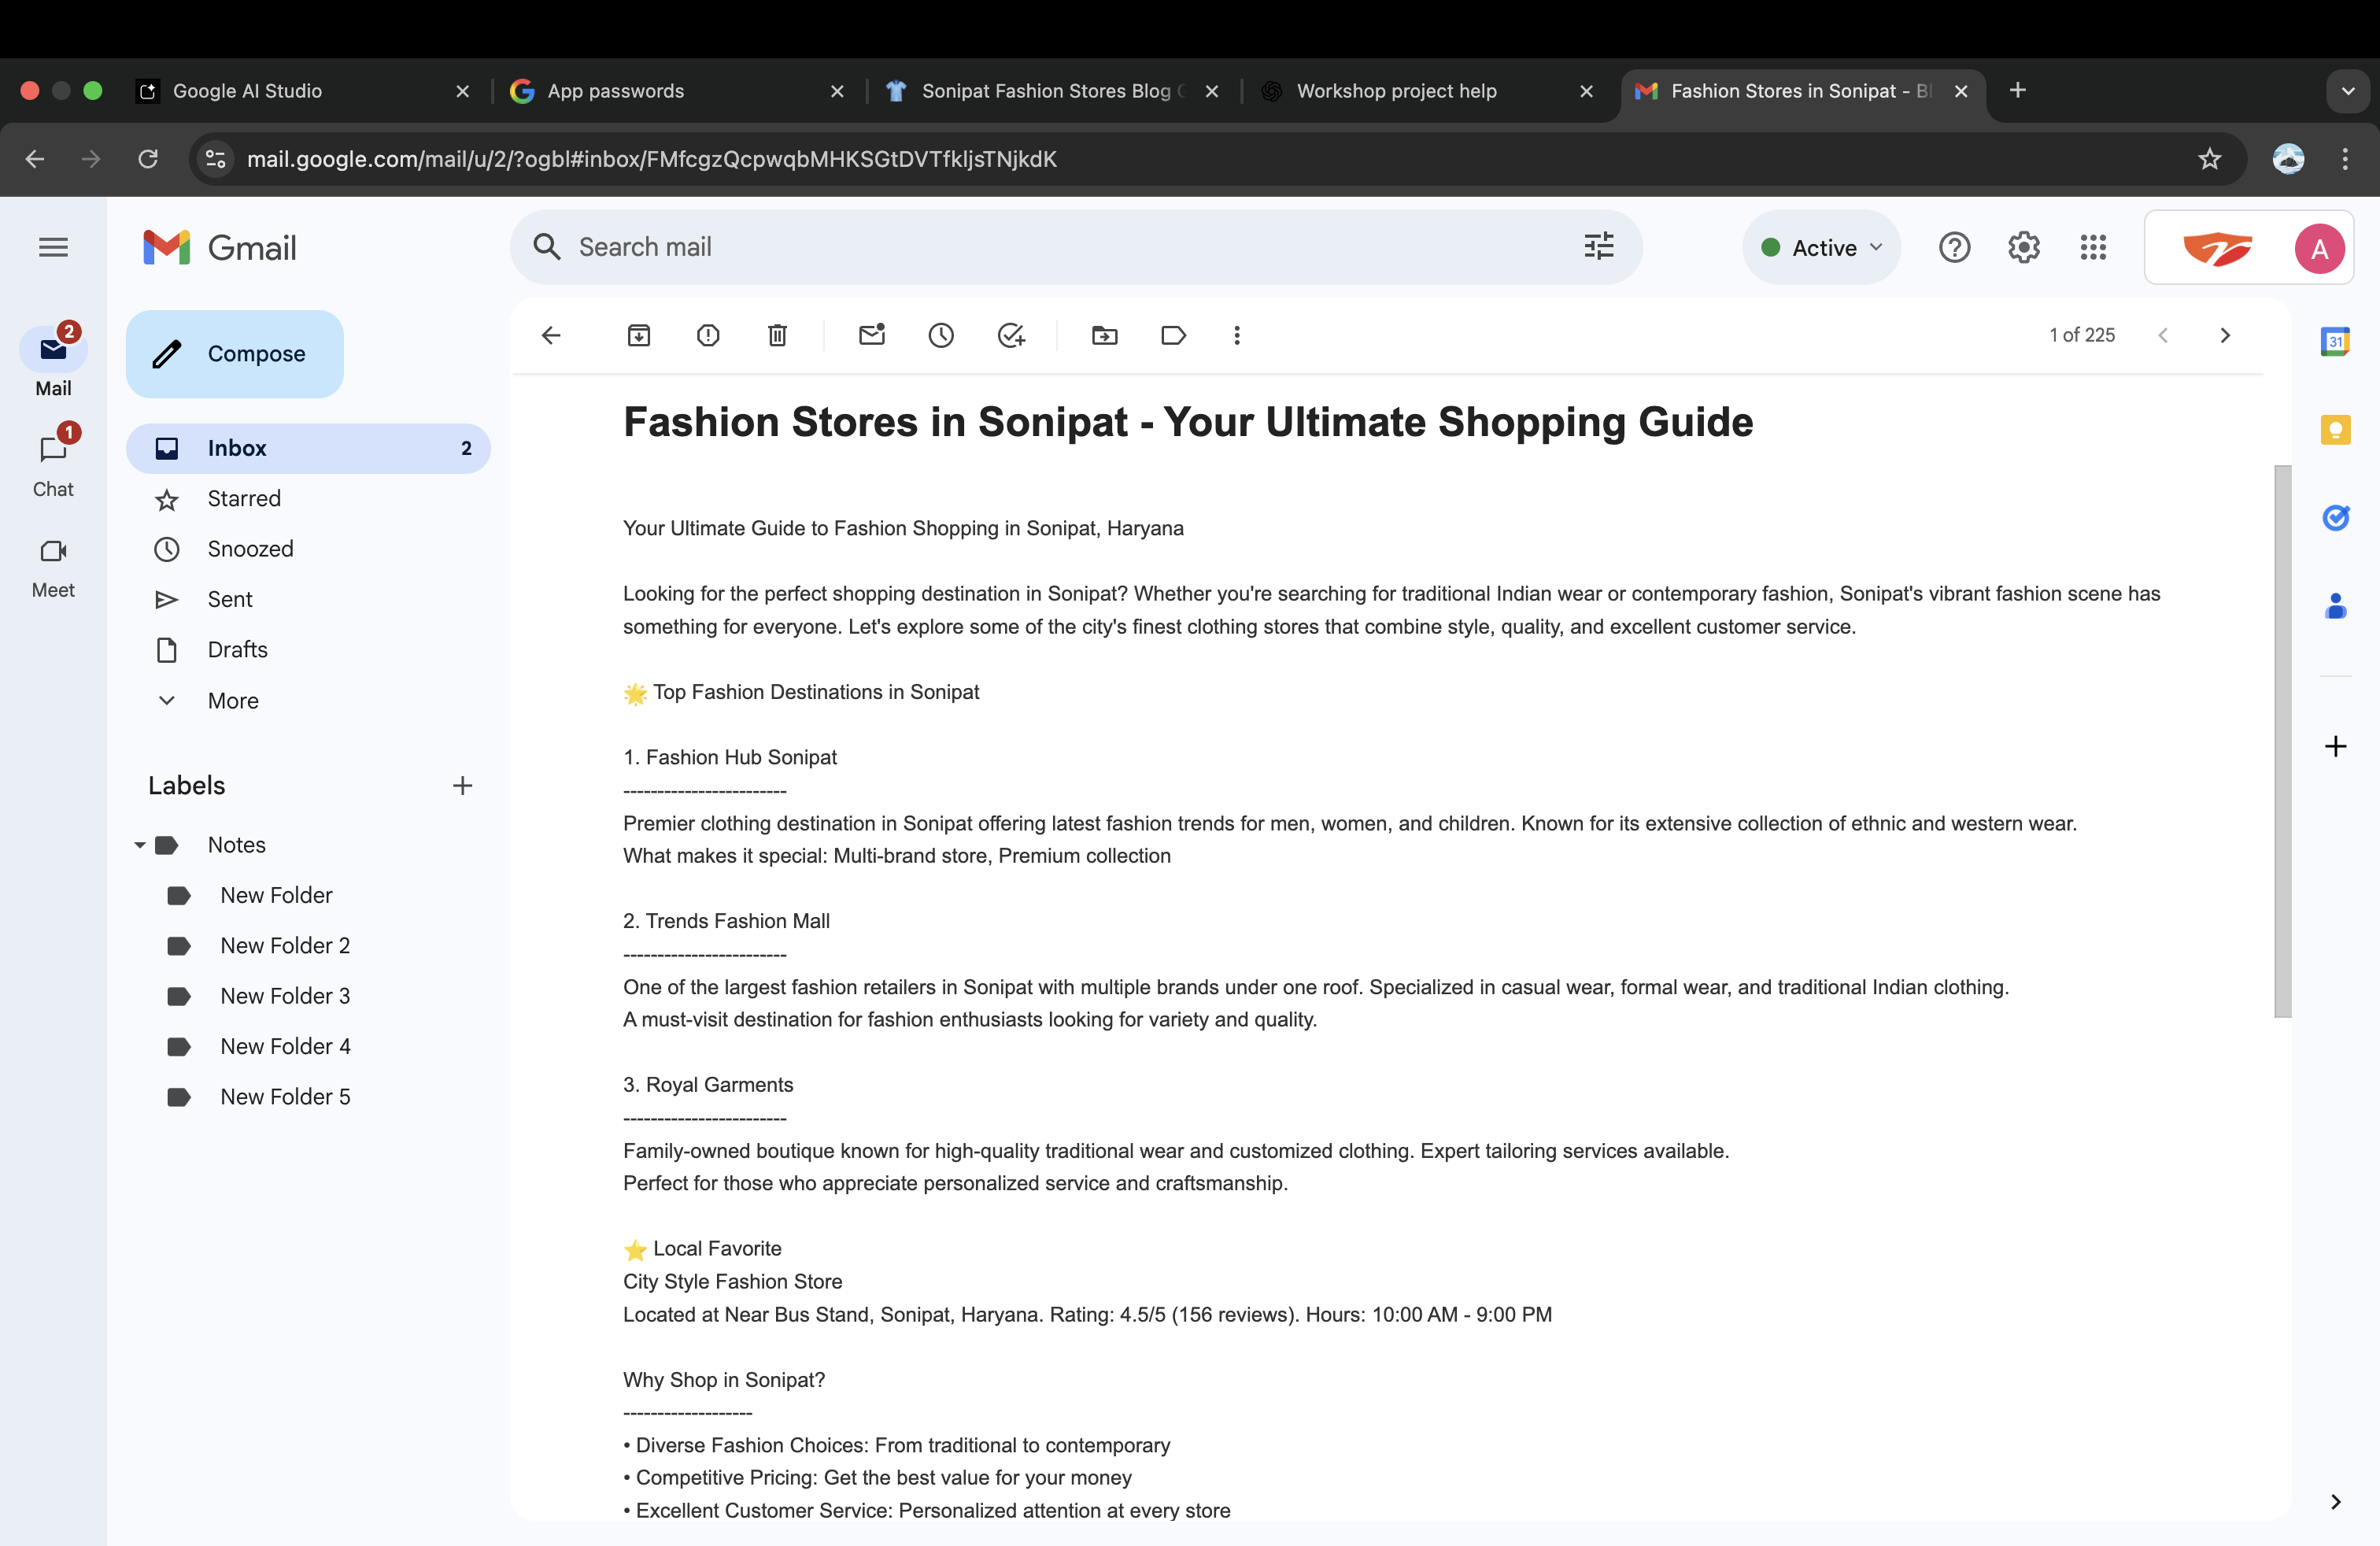 Google AI Studio
App passwords
Sonipat Fashion Stores Blog
Workshop project help
Fashion Stores in Sonipat -
mail.google.com/mail/u/2/?ogbl#inbox/FMfcgzQcpwqbMHKSGtDVTfkljsTNjkdK
Gmail
Search mail
Active
A
2
Mail
1
Chat
Meet
Compose
Inbox 2
Starred
Snoozed
Sent
Drafts
More
Labels
Notes
New Folder
New Folder 2
New Folder 3
New Folder 4
New Folder 5
1 of 225
31
Fashion Stores in Sonipat - Your Ultimate Shopping Guide
Your Ultimate Guide to Fashion Shopping in Sonipat, Haryana
Looking for the perfect shopping destination in Sonipat? Whether you're searching for traditional Indian wear or contemporary fashion, Sonipat's vibrant fashion scene has
something for everyone. Let's explore some of the city's finest clothing stores that combine style, quality, and excellent customer service.
🌟 Top Fashion Destinations in Sonipat
1. Fashion Hub Sonipat
------------------------
Premier clothing destination in Sonipat offering latest fashion trends for men, women, and children. Known for its extensive collection of ethnic and western wear.
What makes it special: Multi-brand store, Premium collection
2. Trends Fashion Mall
------------------------
One of the largest fashion retailers in Sonipat with multiple brands under one roof. Specialized in casual wear, formal wear, and traditional Indian clothing.
A must-visit destination for fashion enthusiasts looking for variety and quality.
3. Royal Garments
------------------------
Family-owned boutique known for high-quality traditional wear and customized clothing. Expert tailoring services available.
Perfect for those who appreciate personalized service and craftsmanship.
⭐ Local Favorite
City Style Fashion Store
Located at Near Bus Stand, Sonipat, Haryana. Rating: 4.5/5 (156 reviews). Hours: 10:00 AM - 9:00 PM
Why Shop in Sonipat?
-------------------
• Diverse Fashion Choices: From traditional to contemporary
• Competitive Pricing: Get the best value for your money
• Excellent Customer Service: Personalized attention at every store